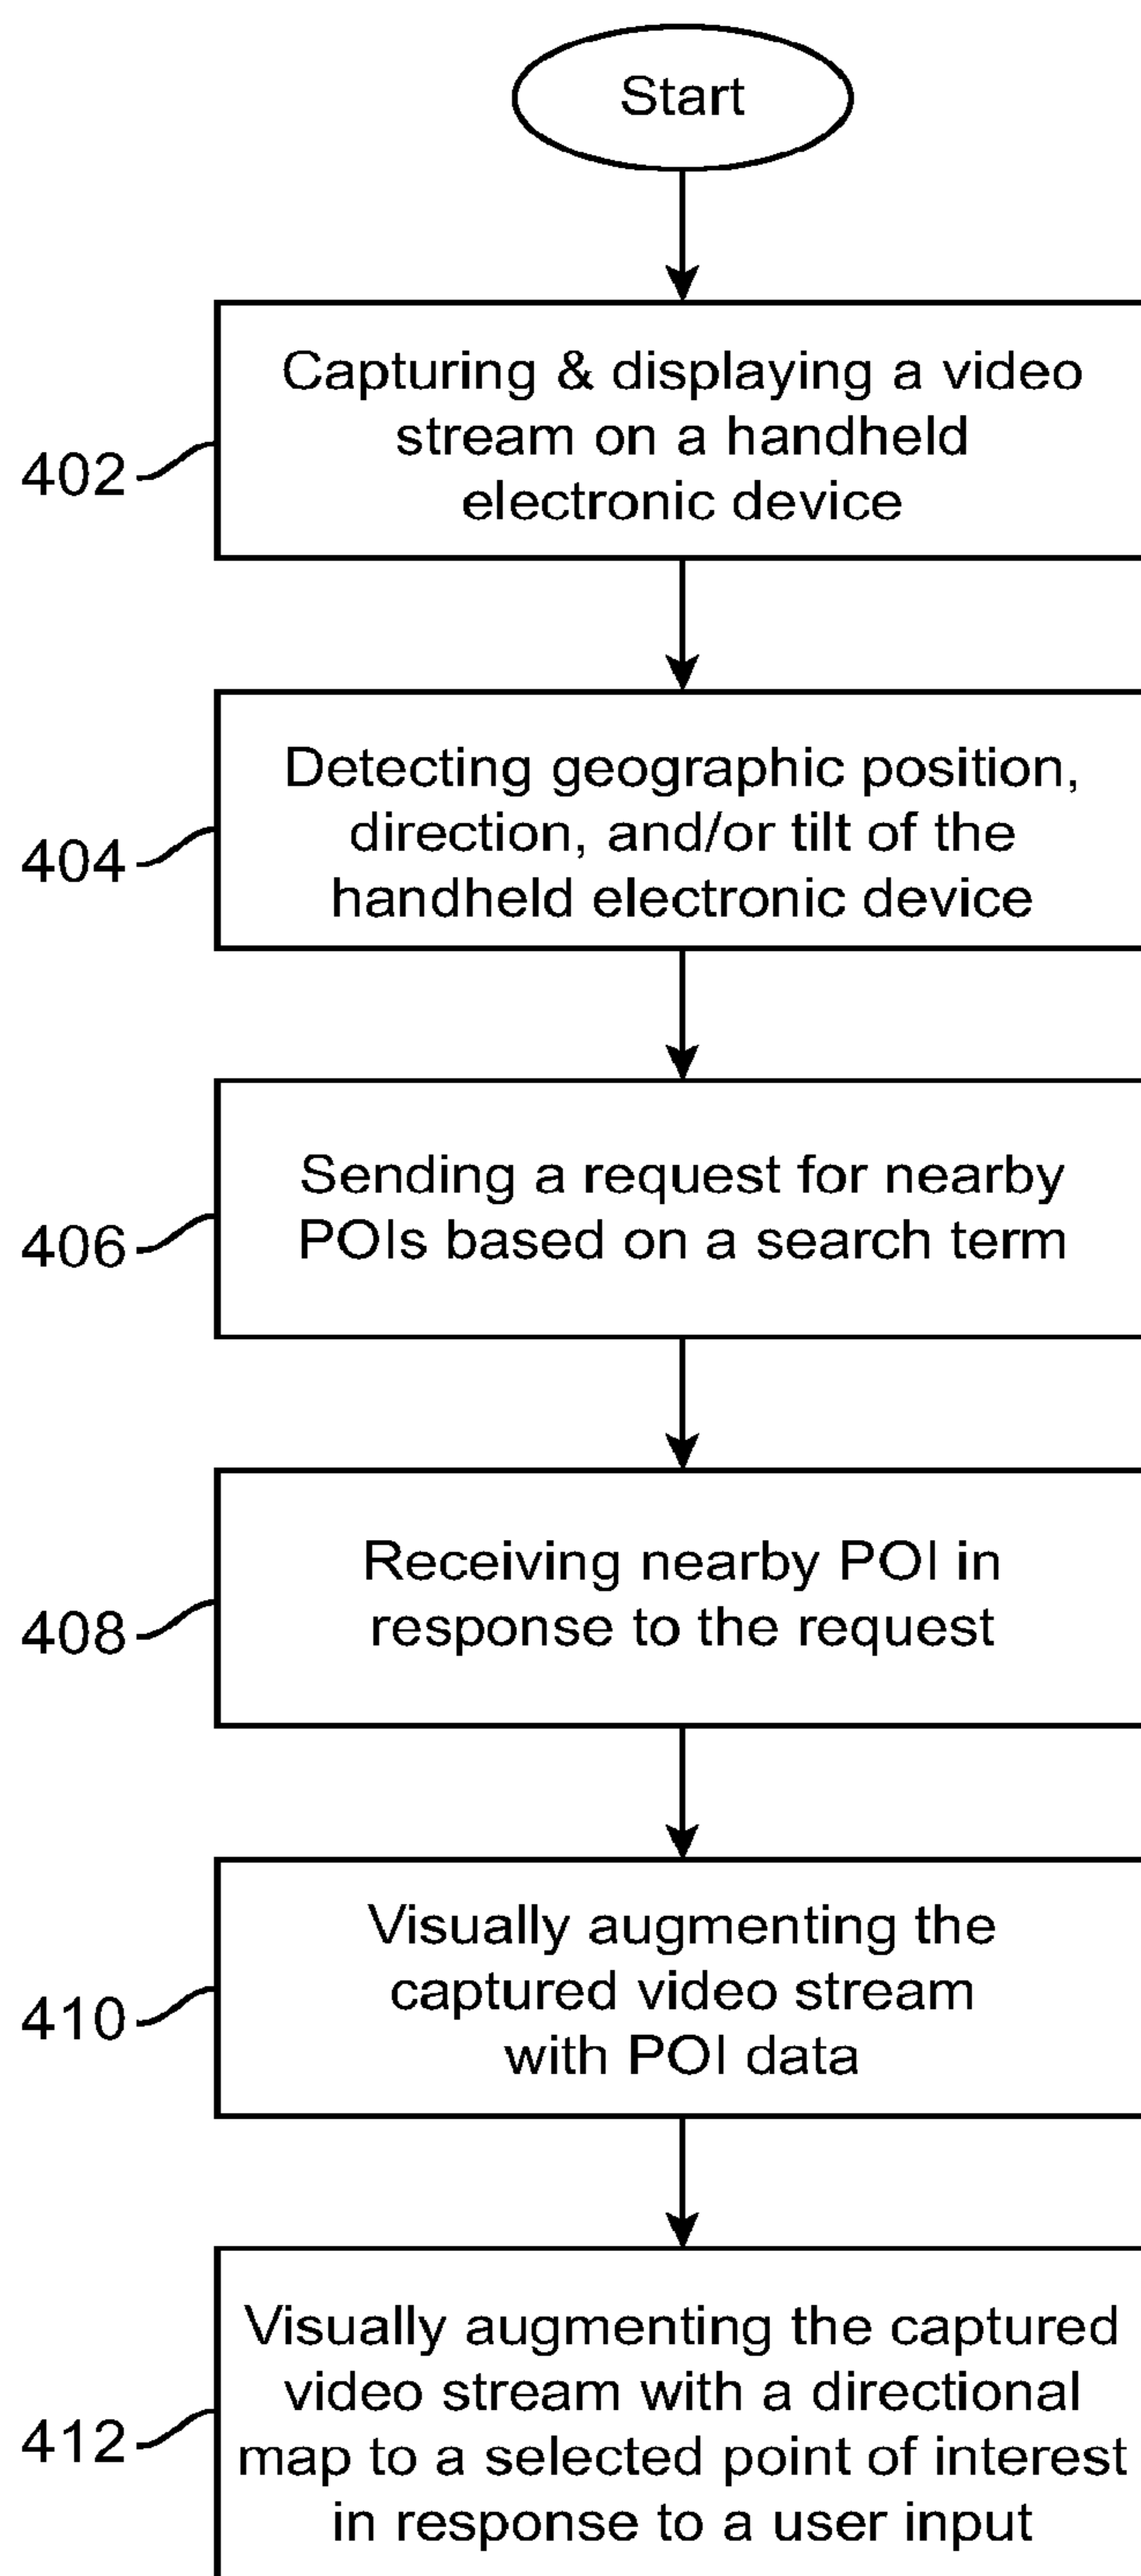 Start
Capturing & displaying a video
stream on a handheld
electronic device
402
Detecting geographic position,
direction, and/or tilt of the
handheld electronic device
404
Sending a request for nearby
POIs based on a search term
406
Receiving nearby POI in
response to the request
408
Visually augmenting the
captured video stream
with POI data
410
Visually augmenting the captured
video stream with a directional
map to a selected point of interest
in response to a user input
412